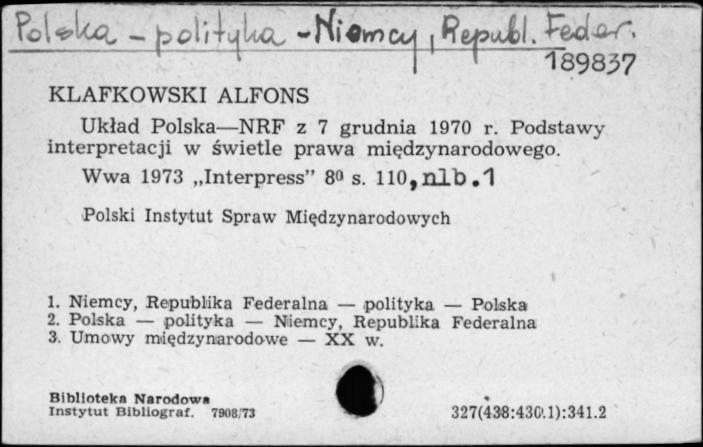 Polska – polityka – Niemcy, Republ. Feder.
189837
KLAFKOWSKI ALFONS
Układ Polska—NRF z 7 grudnia 1970 r. Podstawy
interpretacji w świetle prawa międzynarodowego.
Wwa 1973 „Interpress” 8⁰ s. 110, nlb. 1
Polski Instytut Spraw Międzynarodowych
1. Niemcy, Republika Federalna — polityka — Polska
2. Polska — polityka — Niemcy, Republika Federalna
3. Umowy międzynarodowe — XX w.
Biblioteka Narodowa
Instytut Bibliograf. 7908/73
327(438:430.1):341.2